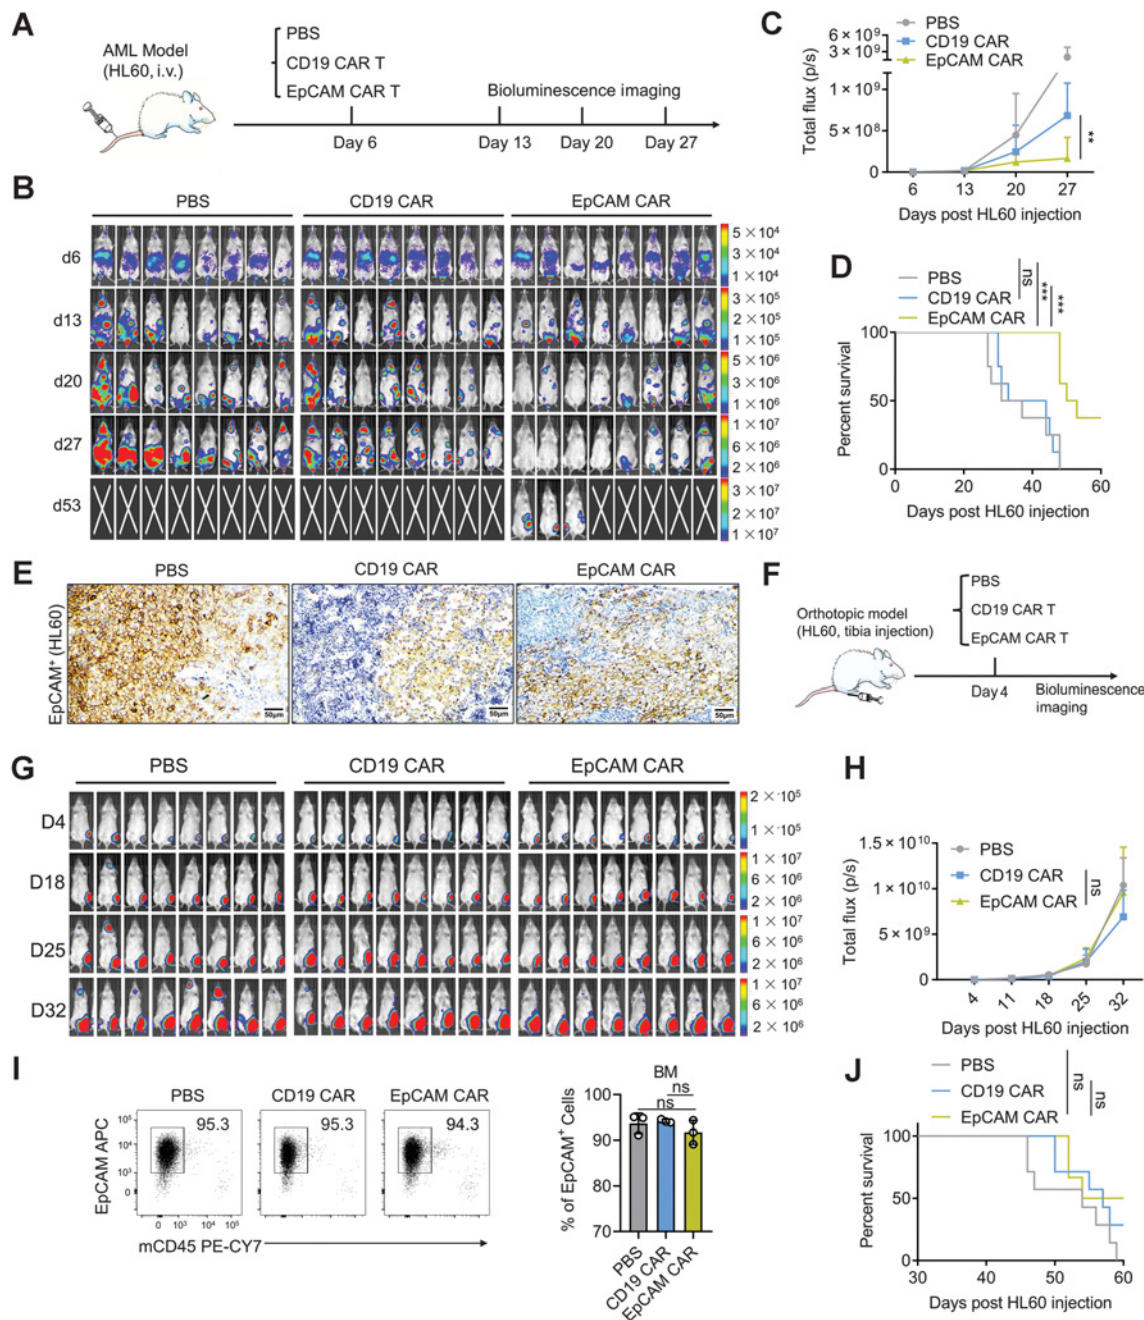 A
AML Model
(HL60, i.v.)
PBS
CD19 CAR T
EpCAM CAR T
Bioluminescence imaging
Day 6
Day 13
Day 20
Day 27
B
PBS
CD19 CAR
EpCAM CAR
d6
5 × 10⁴
3 × 10⁴
1 × 10⁴
d13
3 × 10⁵
2 × 10⁵
1 × 10⁵
d20
5 × 10⁶
3 × 10⁶
1 × 10⁶
d27
1 × 10⁷
6 × 10⁶
2 × 10⁶
d53
3 × 10⁷
2 × 10⁷
1 × 10⁷
C
PBS
CD19 CAR
EpCAM CAR
Total flux (p/s)
6 × 10⁹
3 × 10⁹
1 × 10⁹
5 × 10⁸
0
**
6 13 20 27
Days post HL60 injection
D
PBS
CD19 CAR
EpCAM CAR
ns
***
***
Percent survival
100
50
0
0 20 40 60
Days post HL60 injection
E
PBS
CD19 CAR
EpCAM CAR
EpCAM⁺ (HL60)
50μm
50μm
50μm
F
Orthotopic model
(HL60, tibia injection)
PBS
CD19 CAR T
EpCAM CAR T
Day 4
Bioluminescence
imaging
G
PBS
CD19 CAR
EpCAM CAR
D4
2 × 10⁵
1 × 10⁵
D18
1 × 10⁷
6 × 10⁶
2 × 10⁶
D25
1 × 10⁷
6 × 10⁶
2 × 10⁶
D32
1 × 10⁷
6 × 10⁶
2 × 10⁶
H
PBS
CD19 CAR
EpCAM CAR
ns
Total flux (p/s)
1.5 × 10¹⁰
1 × 10¹⁰
5 × 10⁹
0
4 11 18 25 32
Days post HL60 injection
I
PBS
CD19 CAR
EpCAM CAR
95.3
95.3
94.3
EpCAM APC
10⁵
10⁴
10³
0
0 10³ 10⁴ 10⁵
mCD45 PE-CY7
BM
ns
ns
% of EpCAM⁺ Cells
100
90
80
70
PBS
CD19 CAR
EpCAM CAR
J
PBS
CD19 CAR
EpCAM CAR
ns
ns
Percent survival
100
50
0
30 40 50 60
Days post HL60 injection